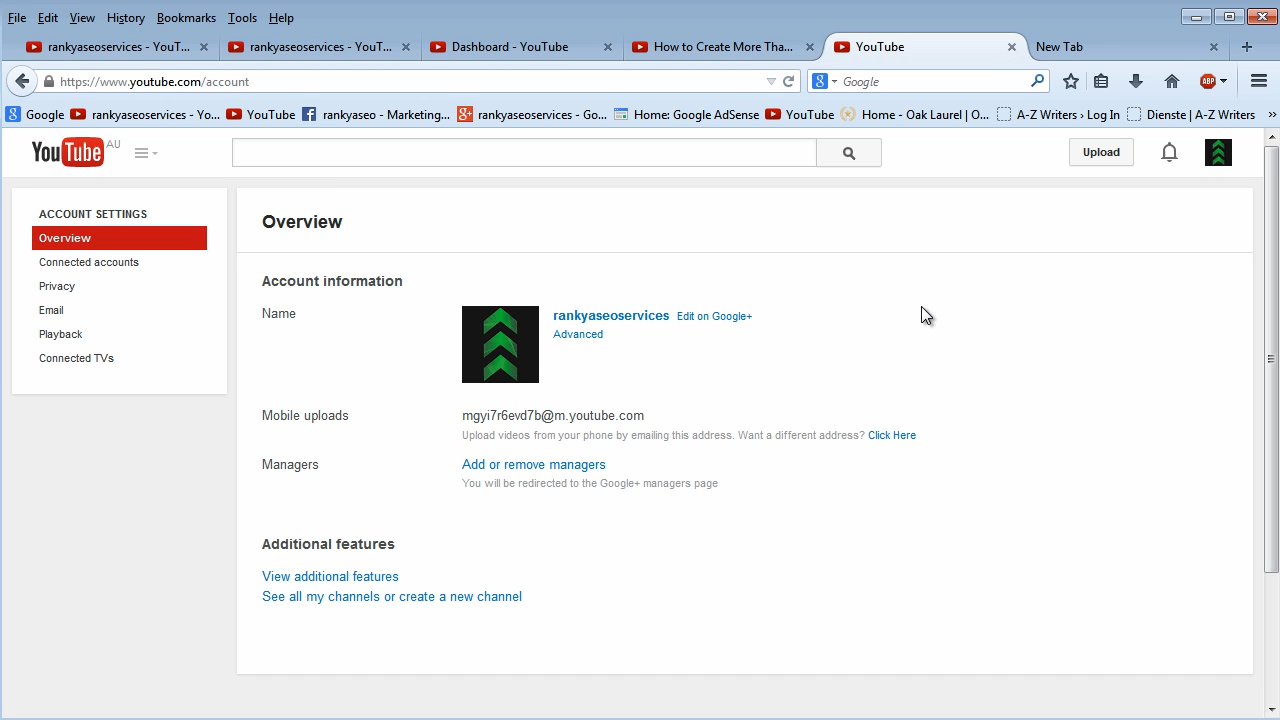 File Edit View History Bookmarks Tools Help
rankyaseoservices - YouT... rankyaseoservices - YouT... Dashboard - YouTube How to Create More Tha... YouTube New Tab
https://www.youtube.com/account Google ABP
Google rankyaseoservices - Yo... YouTube rankyaseo - Marketing... rankyaseoservices - Go... Home: Google AdSense YouTube Home - Oak Laurel | O... A-Z Writers › Log In Dienste | A-Z Writers »
YouTube AU Upload
ACCOUNT SETTINGS
Overview
Connected accounts
Privacy
Email
Playback
Connected TVs
Overview
Account information
Name rankyaseoservices Edit on Google+
Advanced
Mobile uploads mgyi7r6evd7b@m.youtube.com
Upload videos from your phone by emailing this address. Want a different address? Click Here
Managers Add or remove managers
You will be redirected to the Google+ managers page
Additional features
View additional features
See all my channels or create a new channel